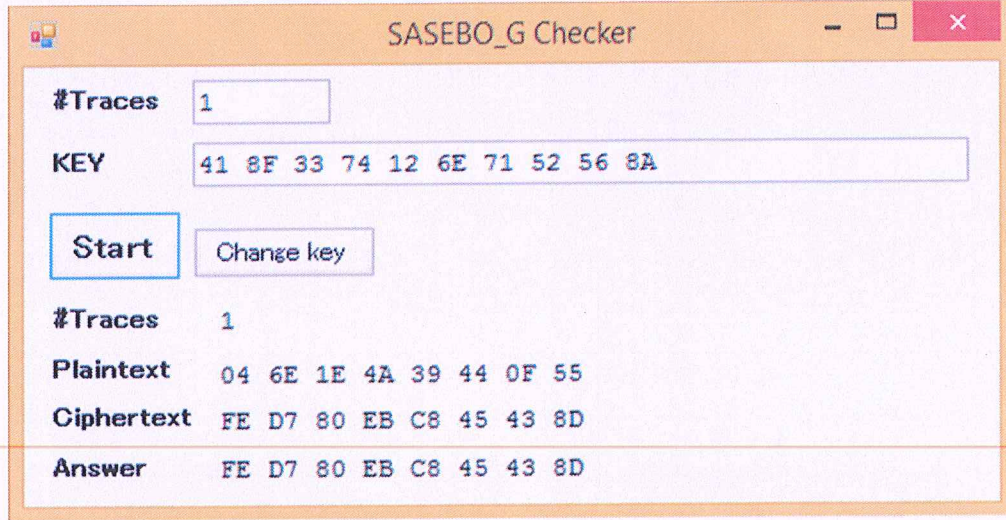 SASEBO_G Checker
#Traces 1
KEY 41 8F 33 74 12 6E 71 52 56 8A
Start Change key
#Traces 1
Plaintext 04 6E 1E 4A 39 44 0F 55
Ciphertext FE D7 80 EB C8 45 43 8D
Answer FE D7 80 EB C8 45 43 8D